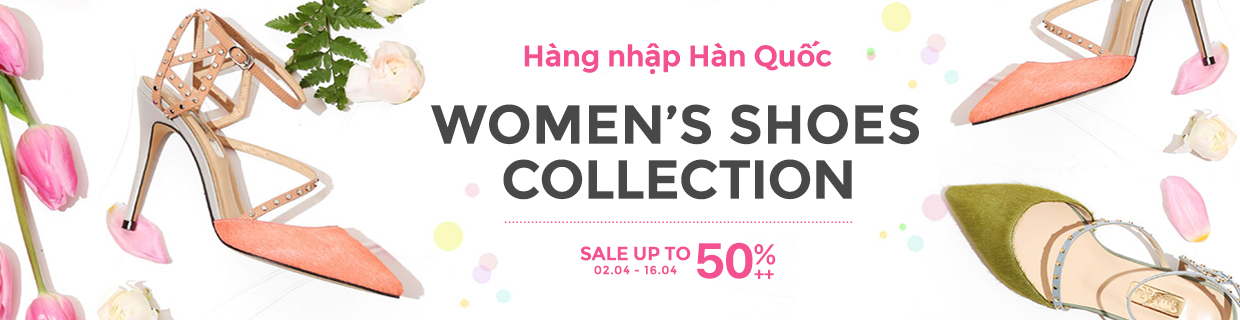 Hàng nhập Hàn Quốc
WOMEN'S SHOES
COLLECTION
SALE UP TO 50%++
02.04 - 16.04